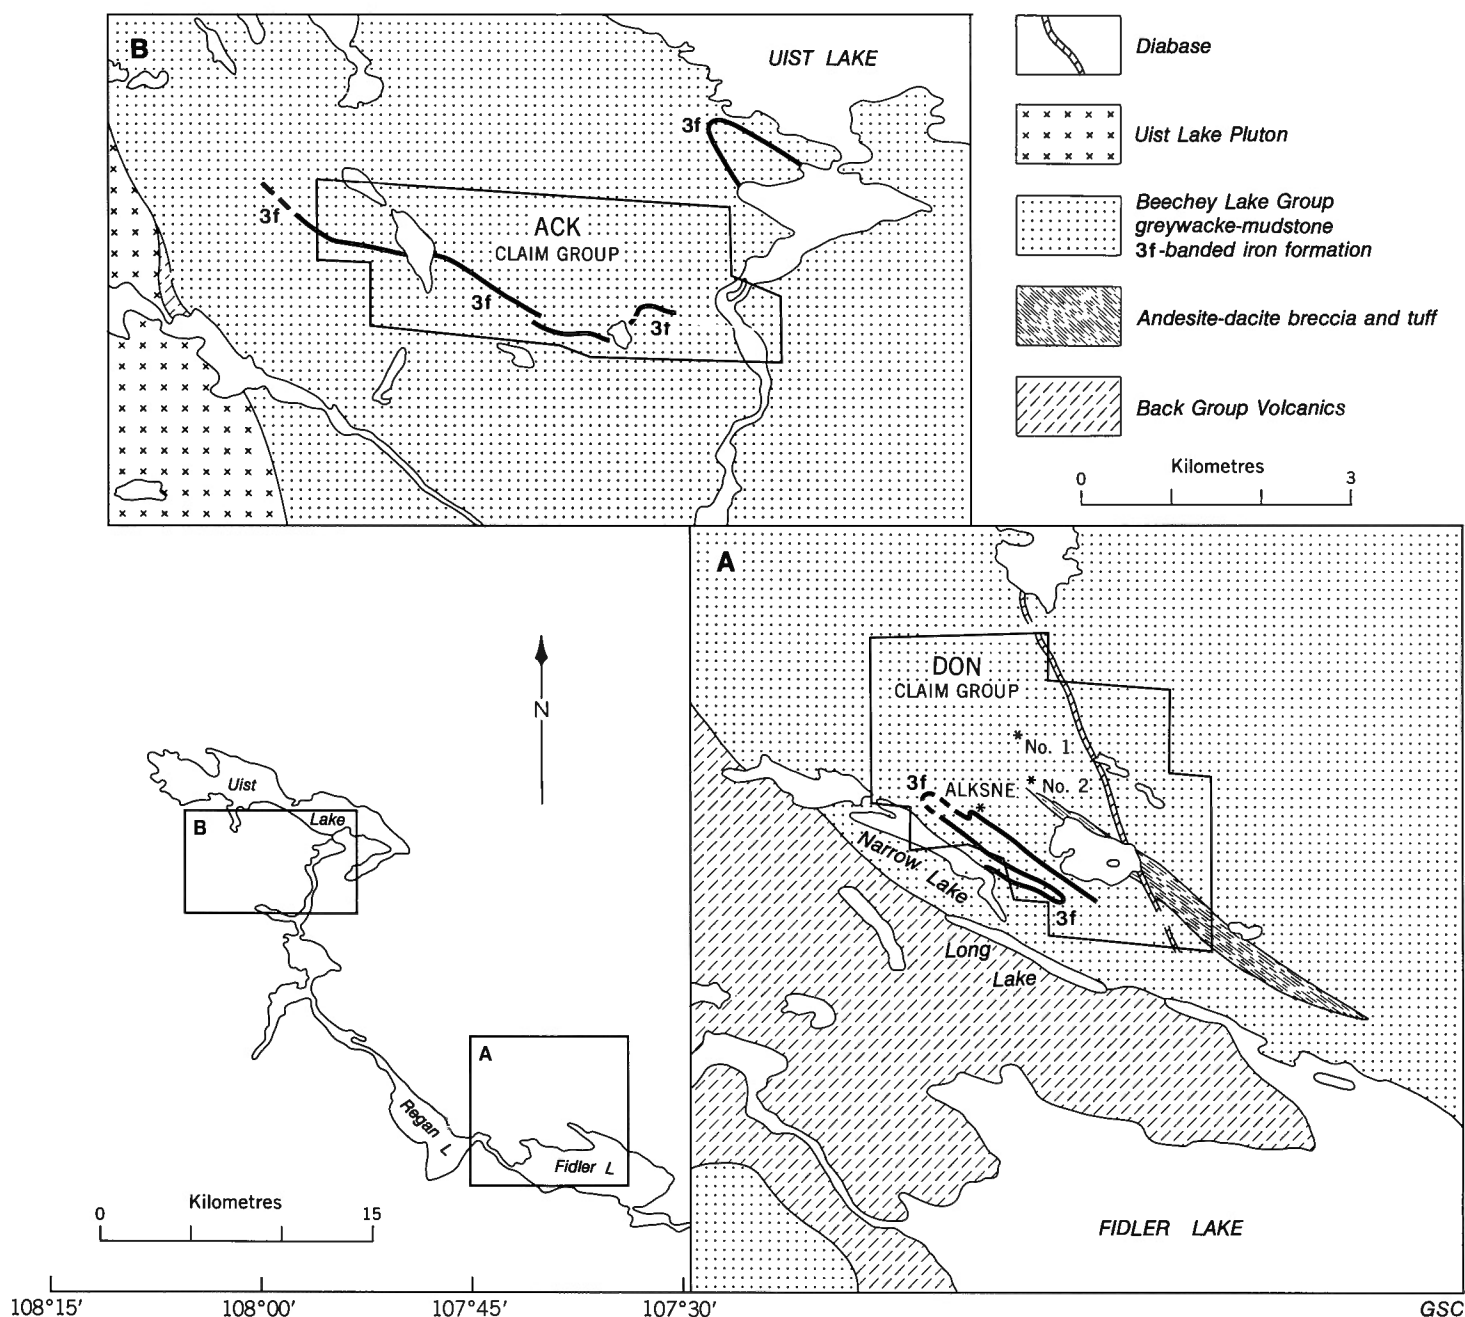 B
UIST LAKE
3f
3f
ACK
CLAIM GROUP
3f
3f
Diabase
Uist Lake Pluton
Beechey Lake Group
greywacke-mudstone
3f-banded iron formation
Andesite-dacite breccia and tuff
Back Group Volcanics
Kilometres
0 3
A
DON
CLAIM GROUP
* No. 1
* No. 2
3f
ALKSNE
*
Narrow Lake
3f
Long
Lake
FIDLER LAKE
N
Uist
Lake
B
A
Regan L
Fidler L
Kilometres
0 15
108°15' 108°00' 107°45' 107°30'
GSC